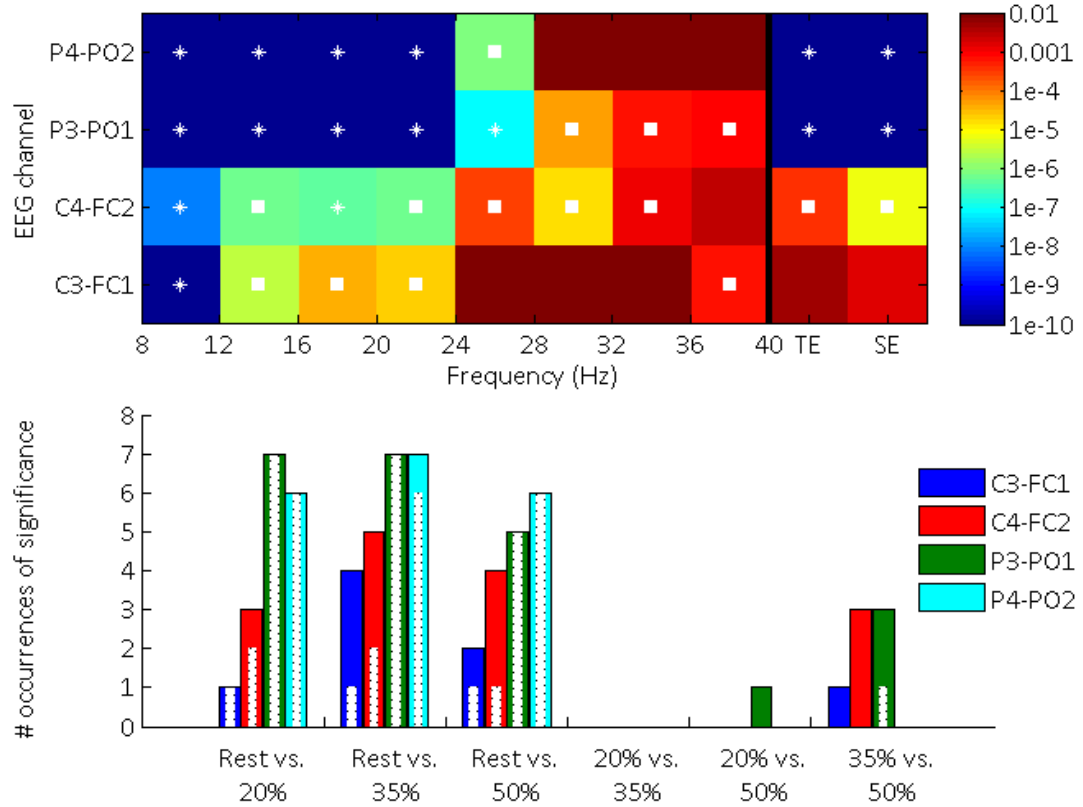 P4-PO2
P3-PO1
C4-FC2
C3-FC1
EEG channel
8 12 16 20 24 28 32 36 40 TE SE
Frequency (Hz)
0.01
0.001
1e-4
1e-5
1e-6
1e-7
1e-8
1e-9
1e-10
# occurrences of significance
8
7
6
5
4
3
2
1
0
Rest vs. 20%
Rest vs. 35%
Rest vs. 50%
20% vs. 35%
20% vs. 50%
35% vs. 50%
C3-FC1
C4-FC2
P3-PO1
P4-PO2